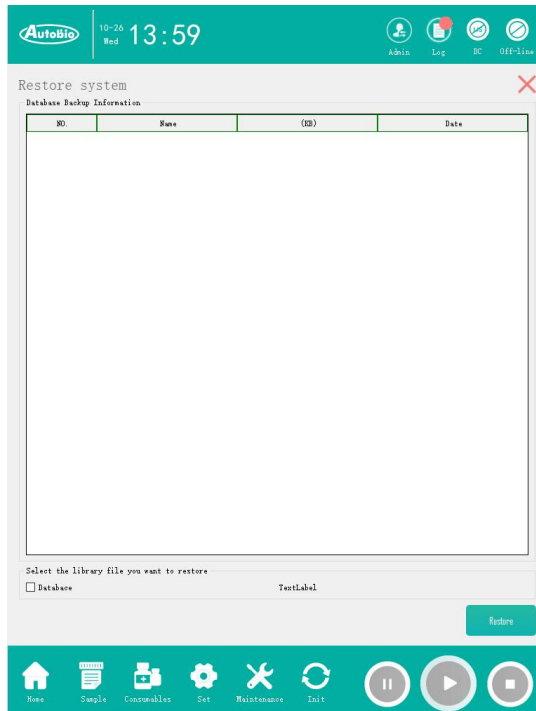 AutoBio
10-26
Wed
13:59
Admin
Log
DC
Off-line
Restore system
Database Backup Information
NO.
Name
(KB)
Date
Select the library file you want to restore
Databace
TextLabel
Restore
Home
Sample
Consumables
Set
Maintenance
Init